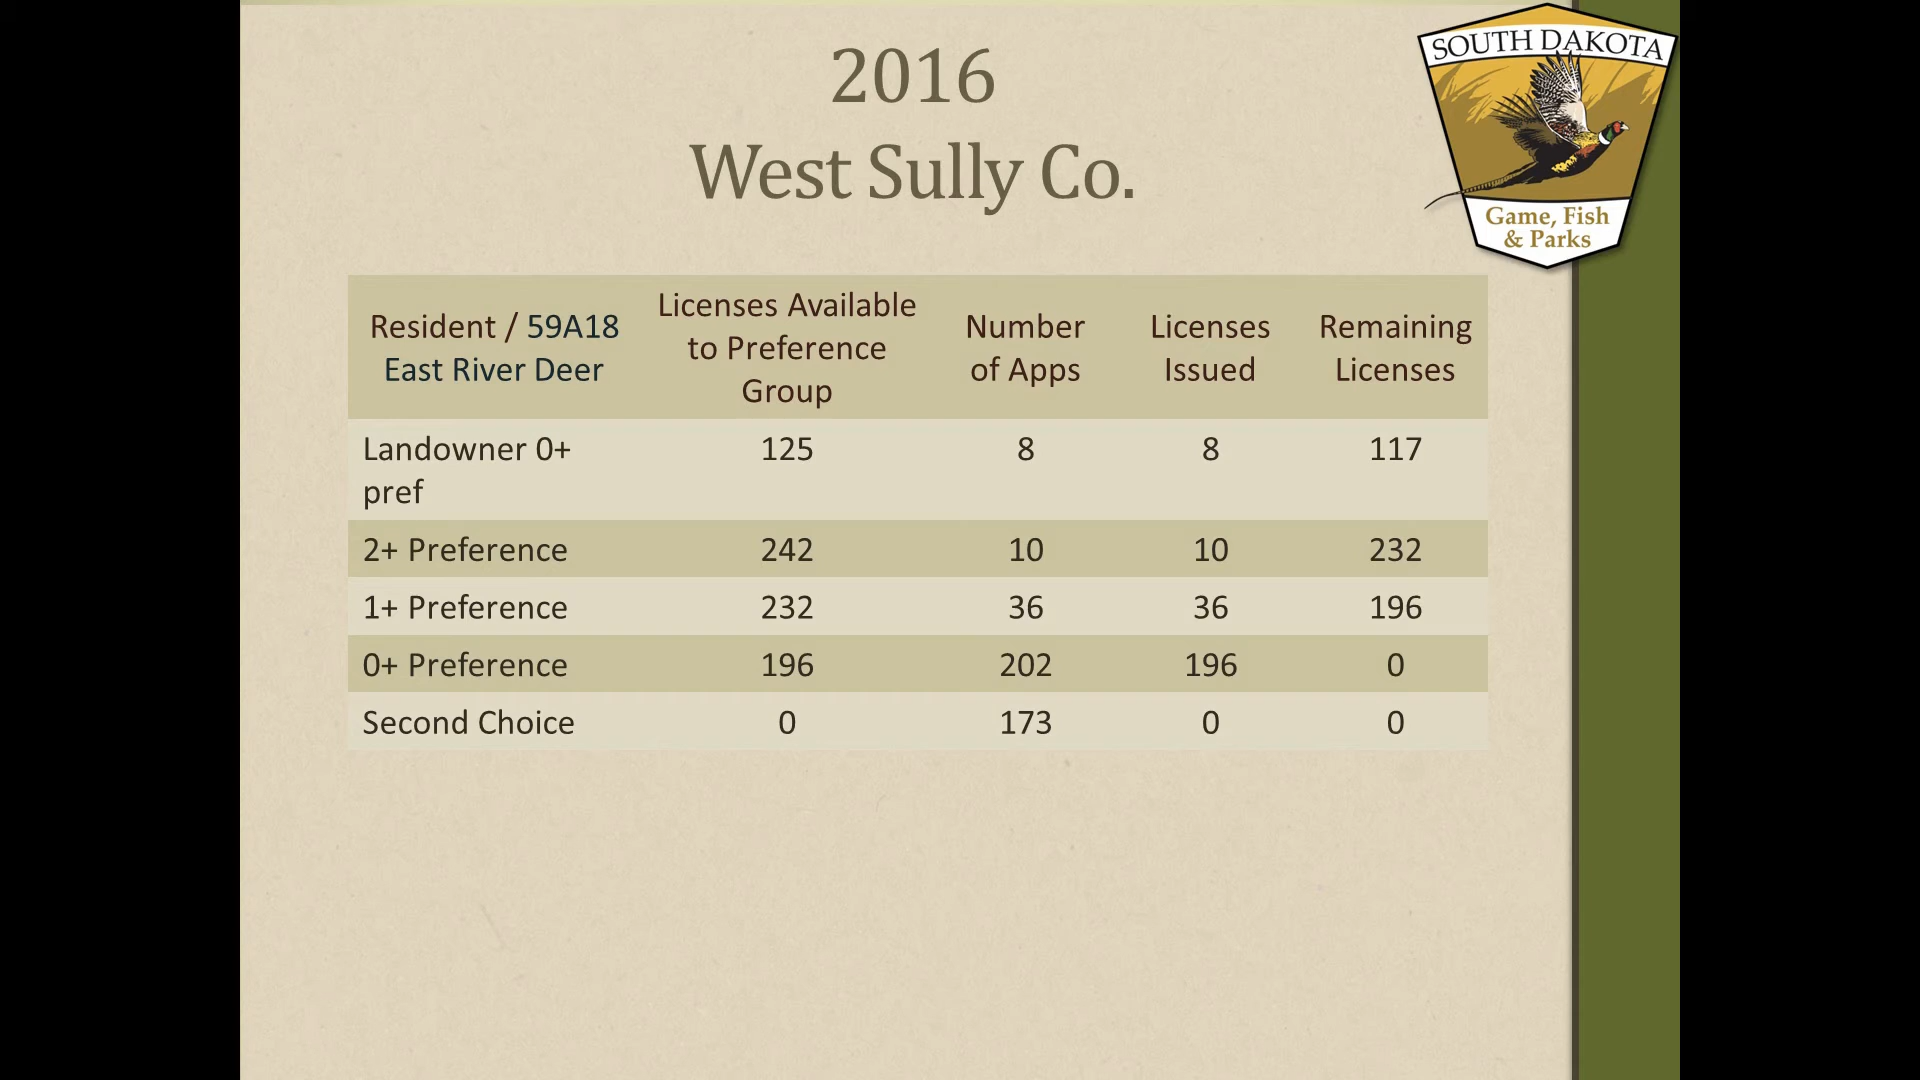 2016
West Sully Co.
SOUTH DAKOTA
Game, Fish
& Parks
Resident / 59A18
East River Deer
Licenses Available
to Preference
Group
Number
of Apps
Licenses
Issued
Remaining
Licenses
Landowner 0+
pref
125 8 8 117
2+ Preference 242 10 10 232
1+ Preference 232 36 36 196
0+ Preference 196 202 196 0
Second Choice 0 173 0 0